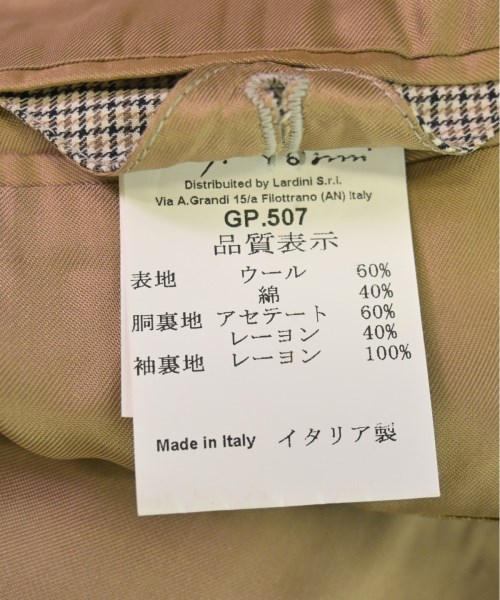 Distribuited by Lardini S.r.l.
Via A.Grandi 15/a Filottrano (AN) Italy
GP.507
品質表示
表地 ウール 60%
綿 40%
胴裏地 アセテート 60%
レーヨン 40%
袖裏地 レーヨン 100%
Made in Italy イタリア製